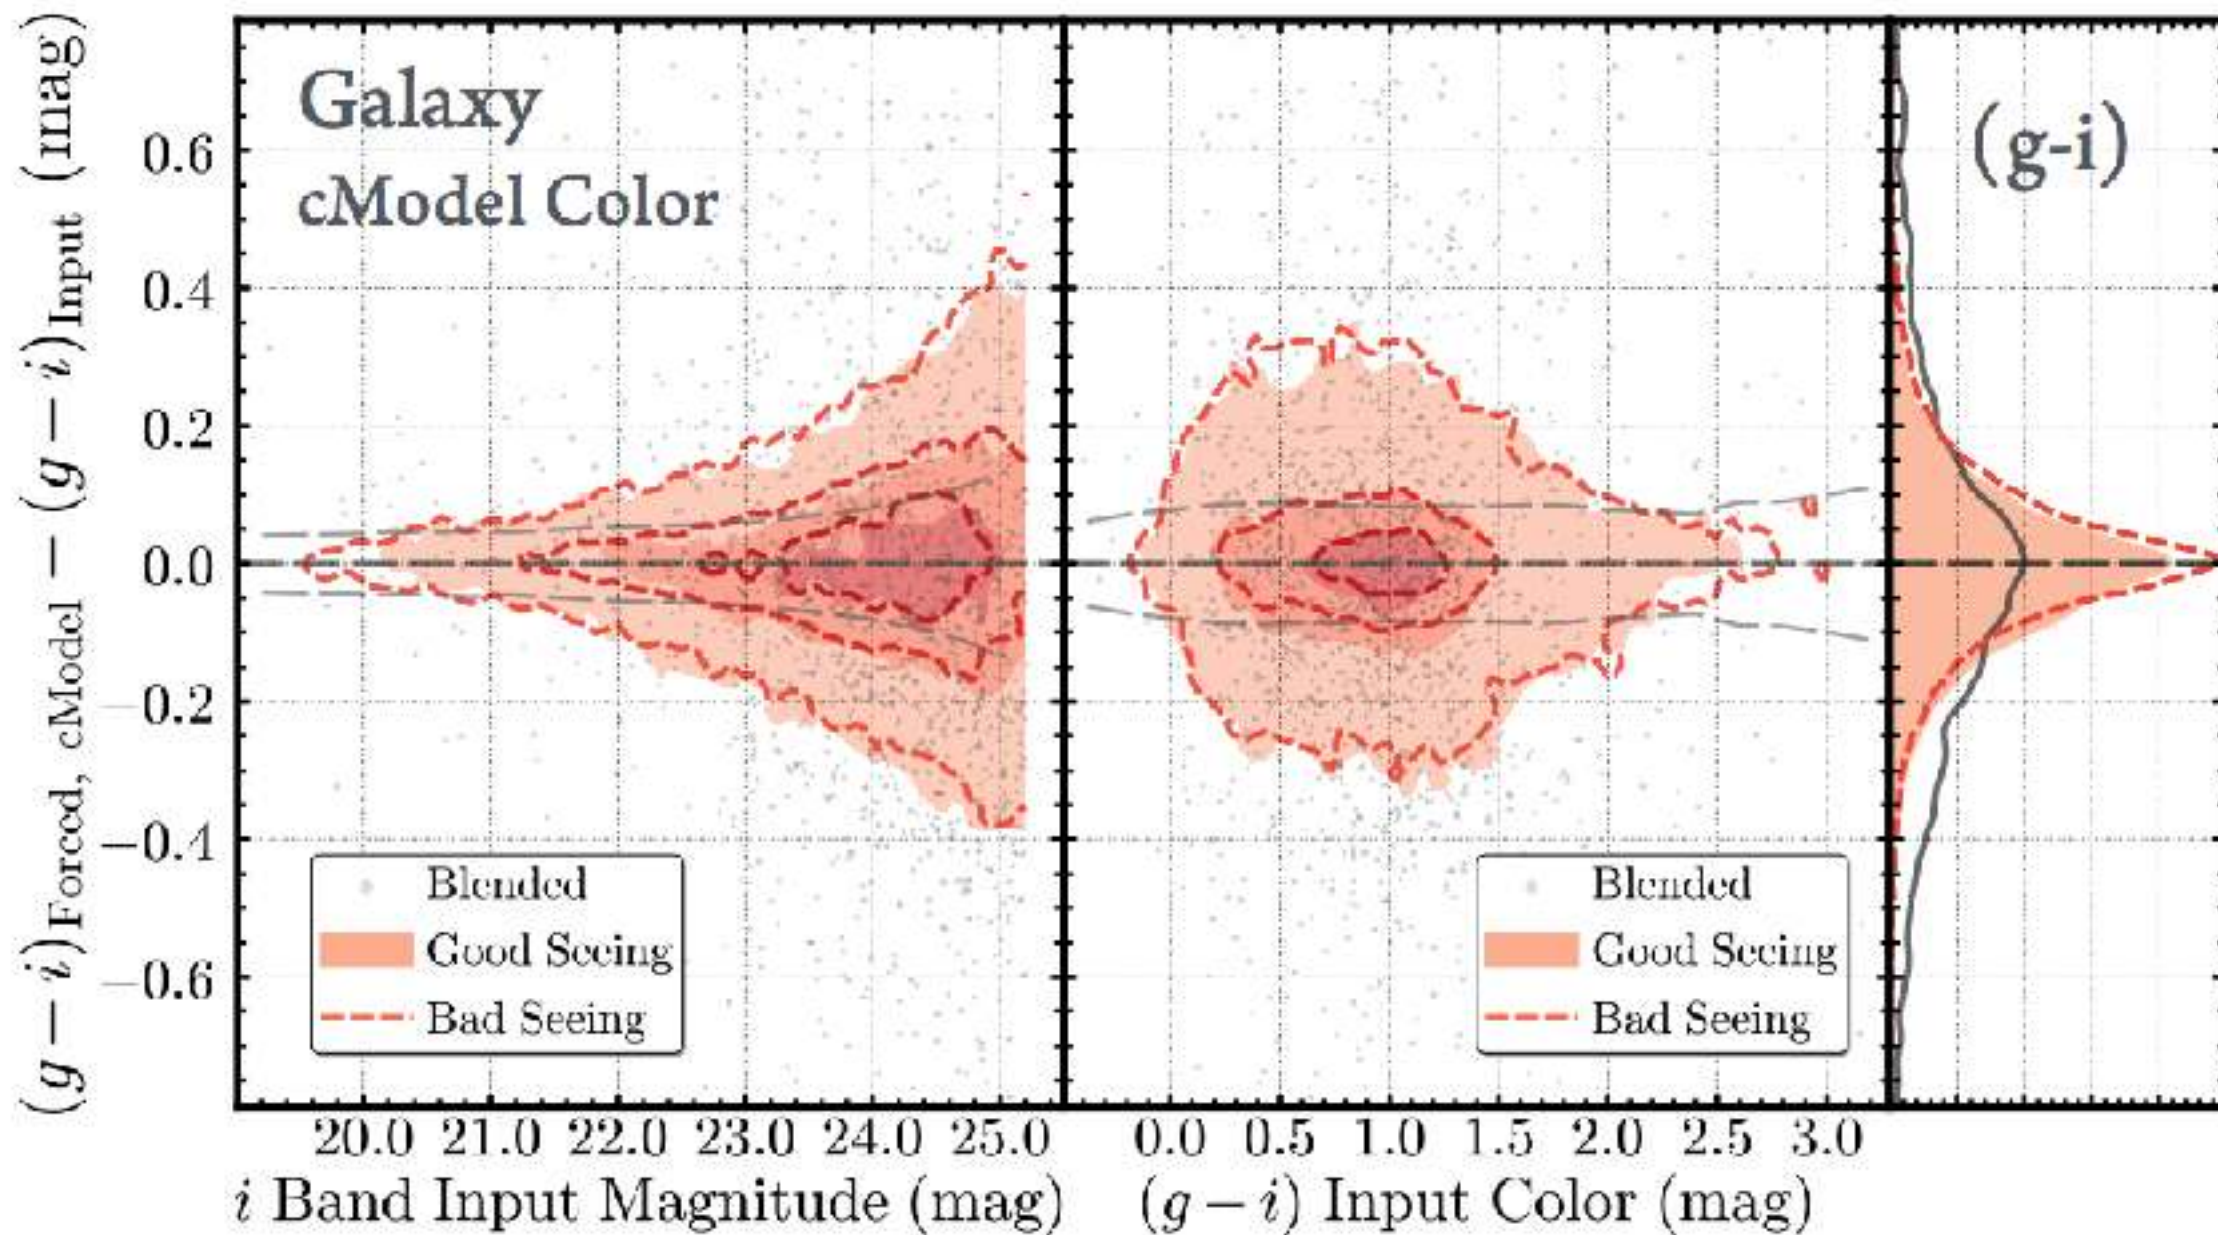 Galaxy
cModel Color
(g-i)
(g − i)Forced, cModel − (g − i)Input (mag)
0.6
0.4
0.2
0.0
−0.2
−0.4
−0.6
Blended
Good Seeing
Bad Seeing
Blended
Good Seeing
Bad Seeing
20.0 21.0 22.0 23.0 24.0 25.0
0.0 0.5 1.0 1.5 2.0 2.5 3.0
i Band Input Magnitude (mag)
(g − i) Input Color (mag)